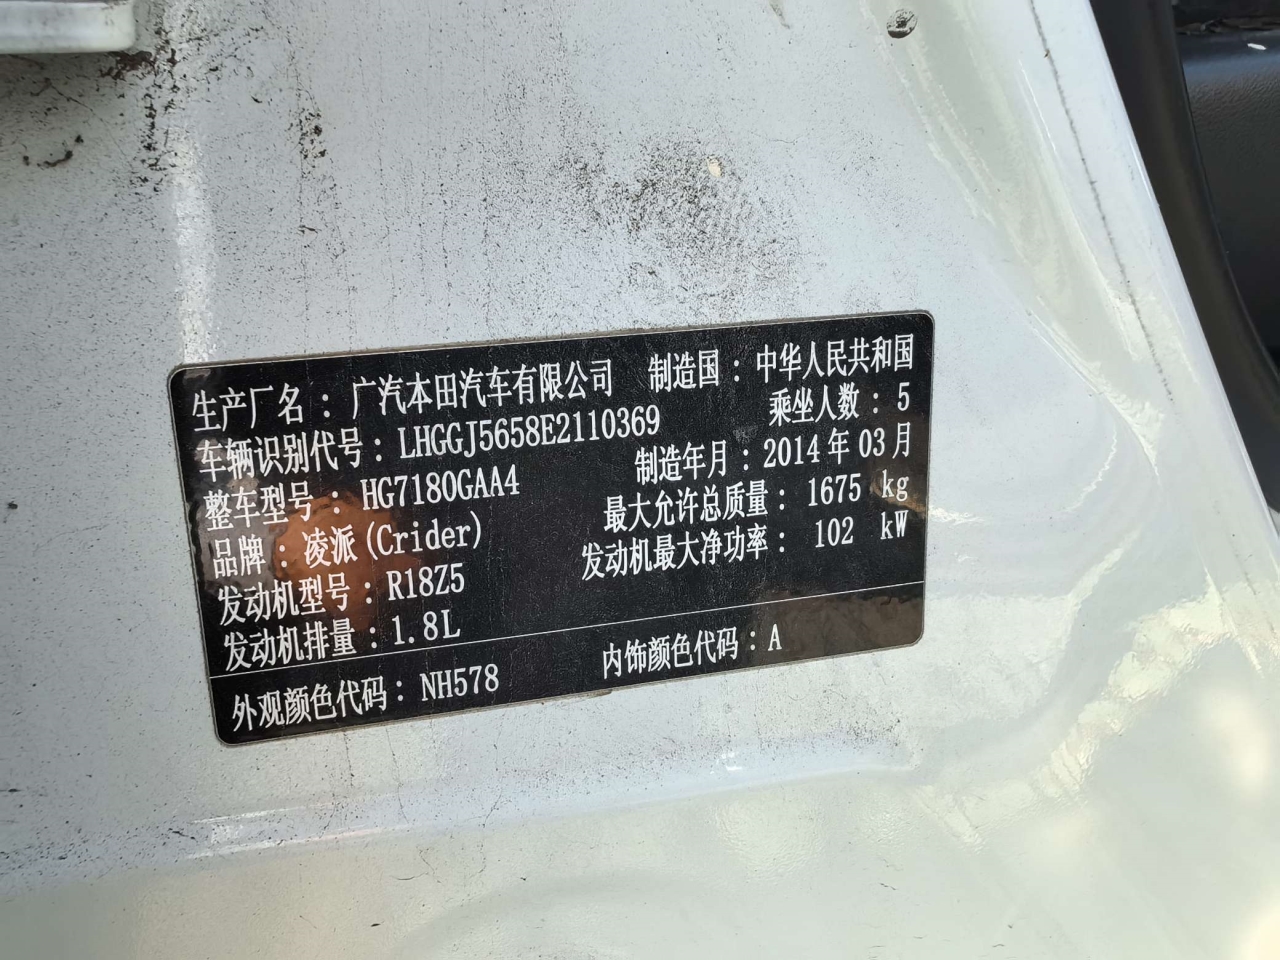 生产厂名：广汽本田汽车有限公司 制造国：中华人民共和国
车辆识别代号：LHGGJ5658E2110369 乘坐人数：5
整车型号：HG7180GAA4 制造年月：2014年03月
品牌：凌派(Crider) 最大允许总质量：1675 kg
发动机型号：R18Z5 发动机最大净功率：102 kW
发动机排量：1.8L
外观颜色代码：NH578 内饰颜色代码：A